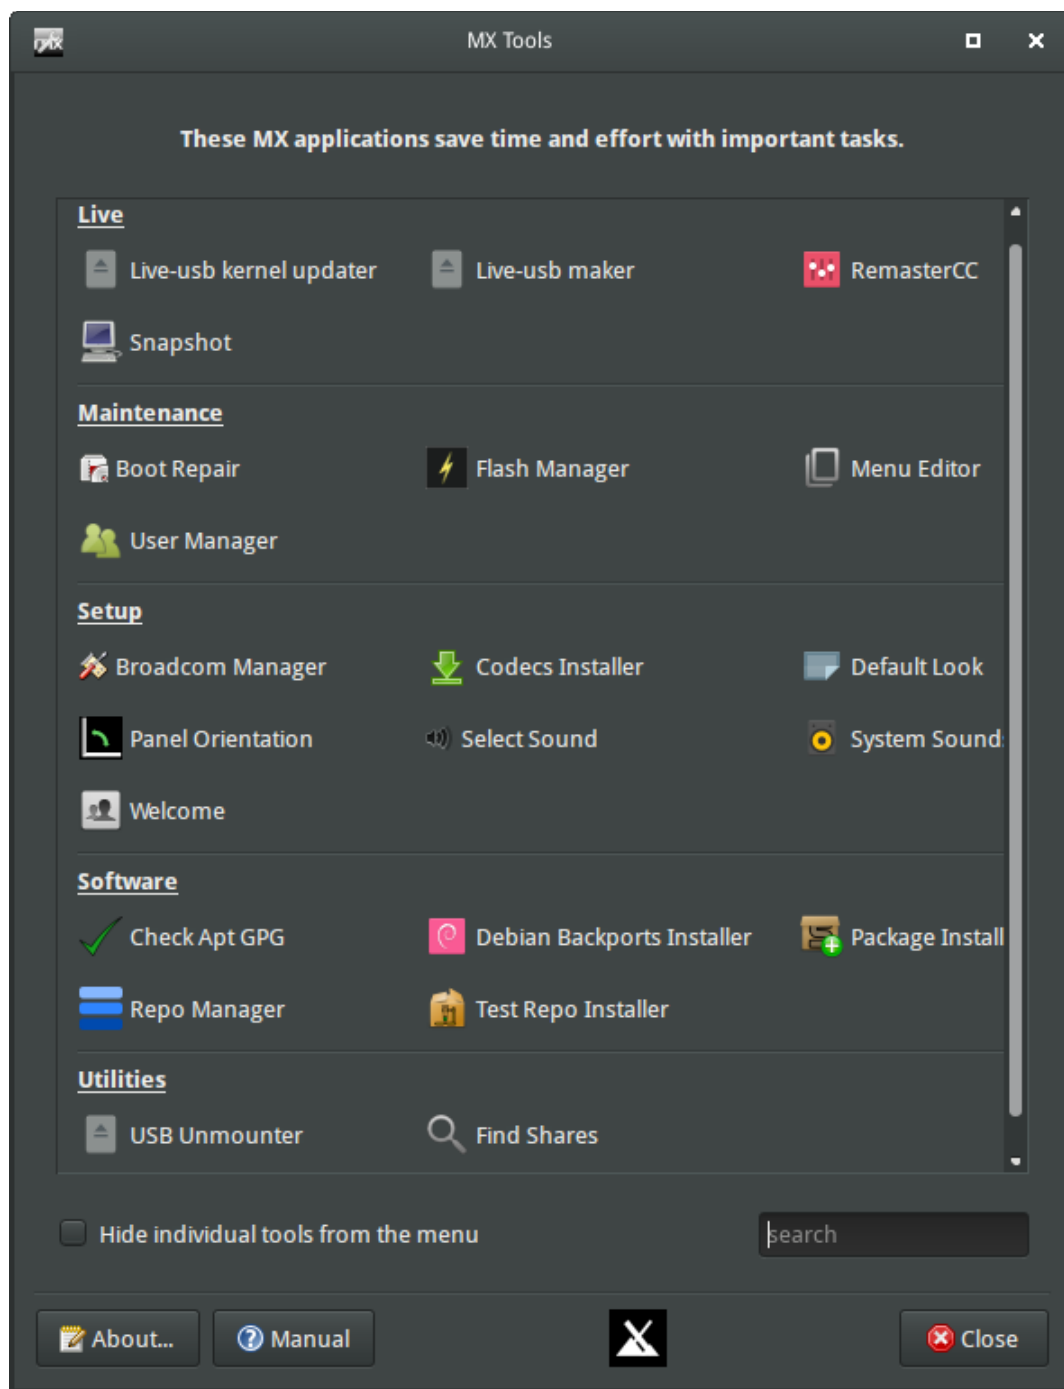 MX Tools
These MX applications save time and effort with important tasks.
Live
Live-usb kernel updater Live-usb maker RemasterCC
Snapshot
Maintenance
Boot Repair Flash Manager Menu Editor
User Manager
Setup
Broadcom Manager Codecs Installer Default Look
Panel Orientation Select Sound System Sound
Welcome
Software
Check Apt GPG Debian Backports Installer Package Install
Repo Manager Test Repo Installer
Utilities
USB Unmounter Find Shares
Hide individual tools from the menu search
About... Manual Close